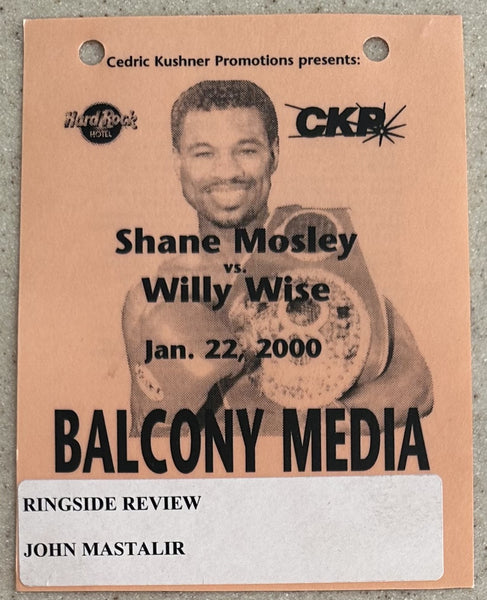 Cedric Kushner Promotions presents:
Hard Rock
HOTEL
CKP
Shane Mosley
vs.
Willy Wise
Jan. 22, 2000
BALCONY MEDIA
RINGSIDE REVIEW
JOHN MASTALIR